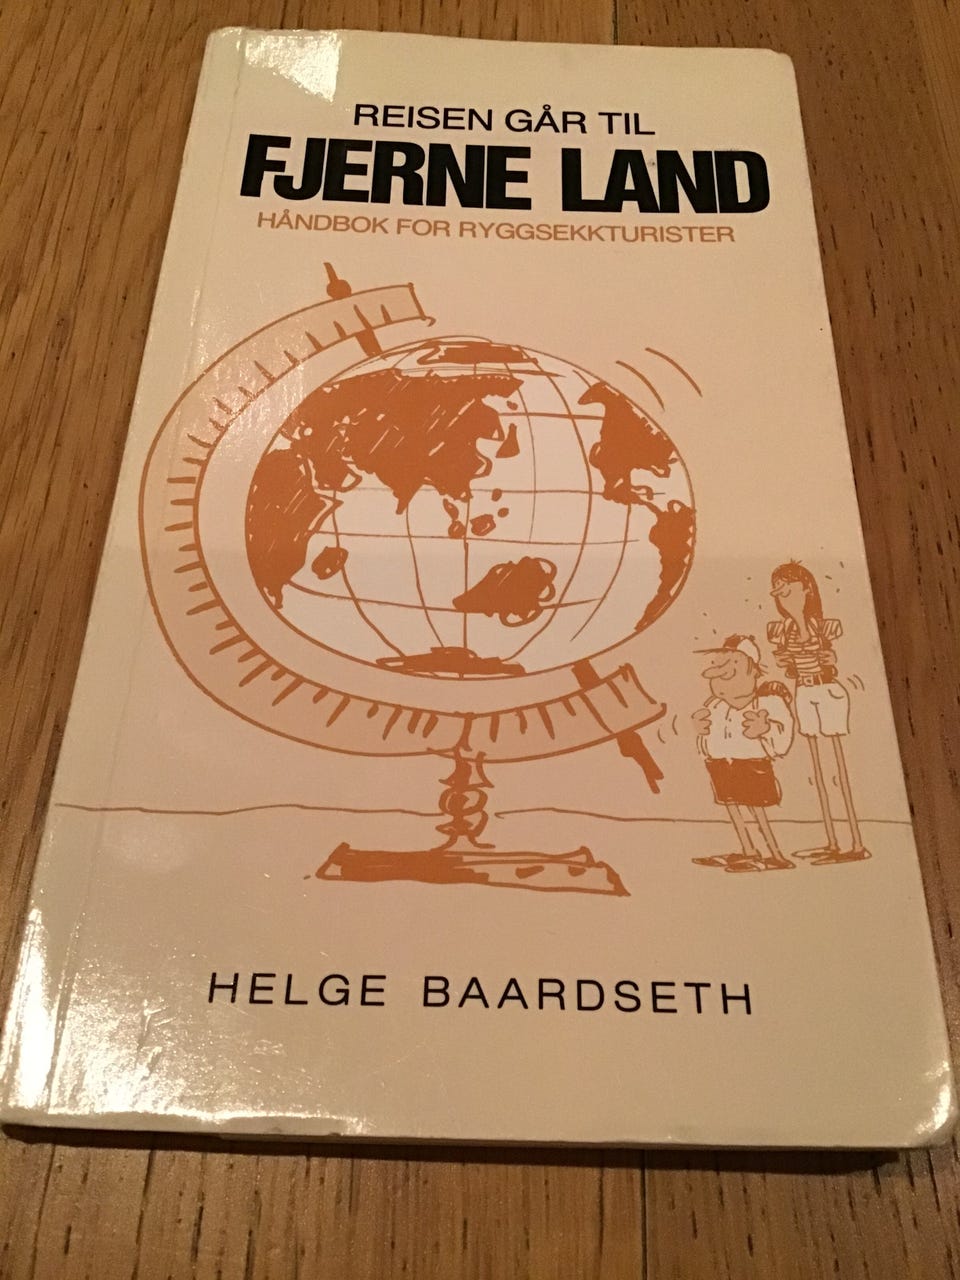 REISEN GÅR TIL
FJERNE LAND
HÅNDBOK FOR RYGGSEKKTURISTER
HELGE BAARDSETH